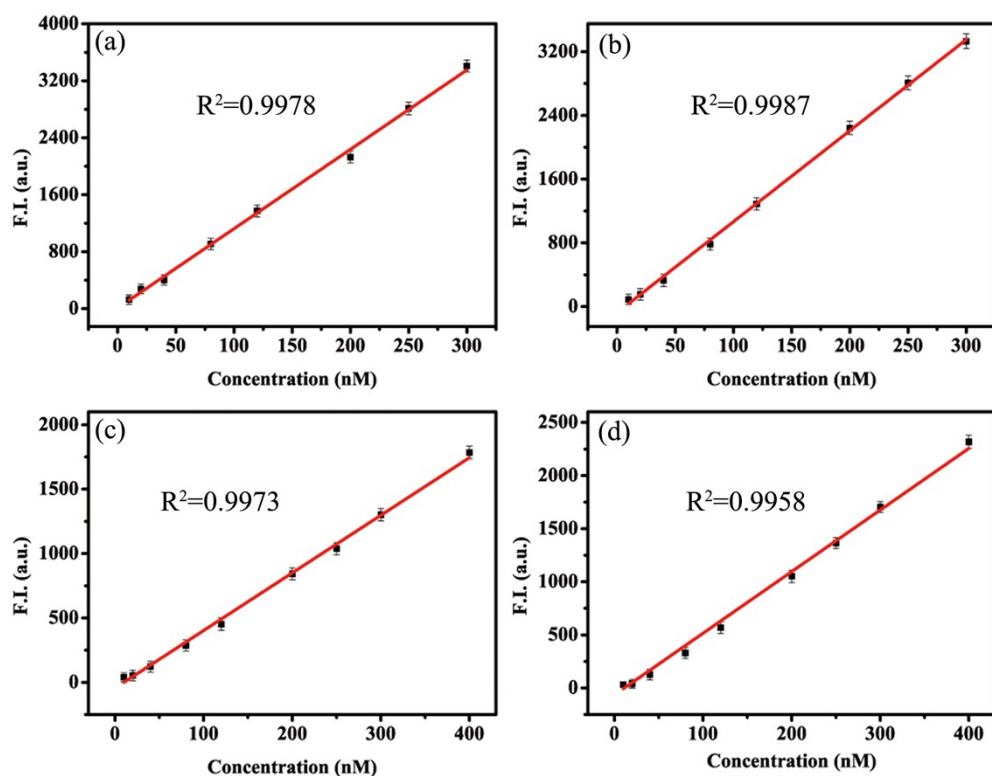 (a)
R²=0.9978
F.I. (a.u.)
4000
3200
2400
1600
800
0
0 50 100 150 200 250 300
Concentration (nM)
(b)
R²=0.9987
F.I. (a.u.)
3200
2400
1600
800
0
0 50 100 150 200 250 300
Concentration (nM)
(c)
R²=0.9973
F.I. (a.u.)
2000
1500
1000
500
0
0 100 200 300 400
Concentration (nM)
(d)
R²=0.9958
F.I. (a.u.)
2500
2000
1500
1000
500
0
0 100 200 300 400
Concentration (nM)